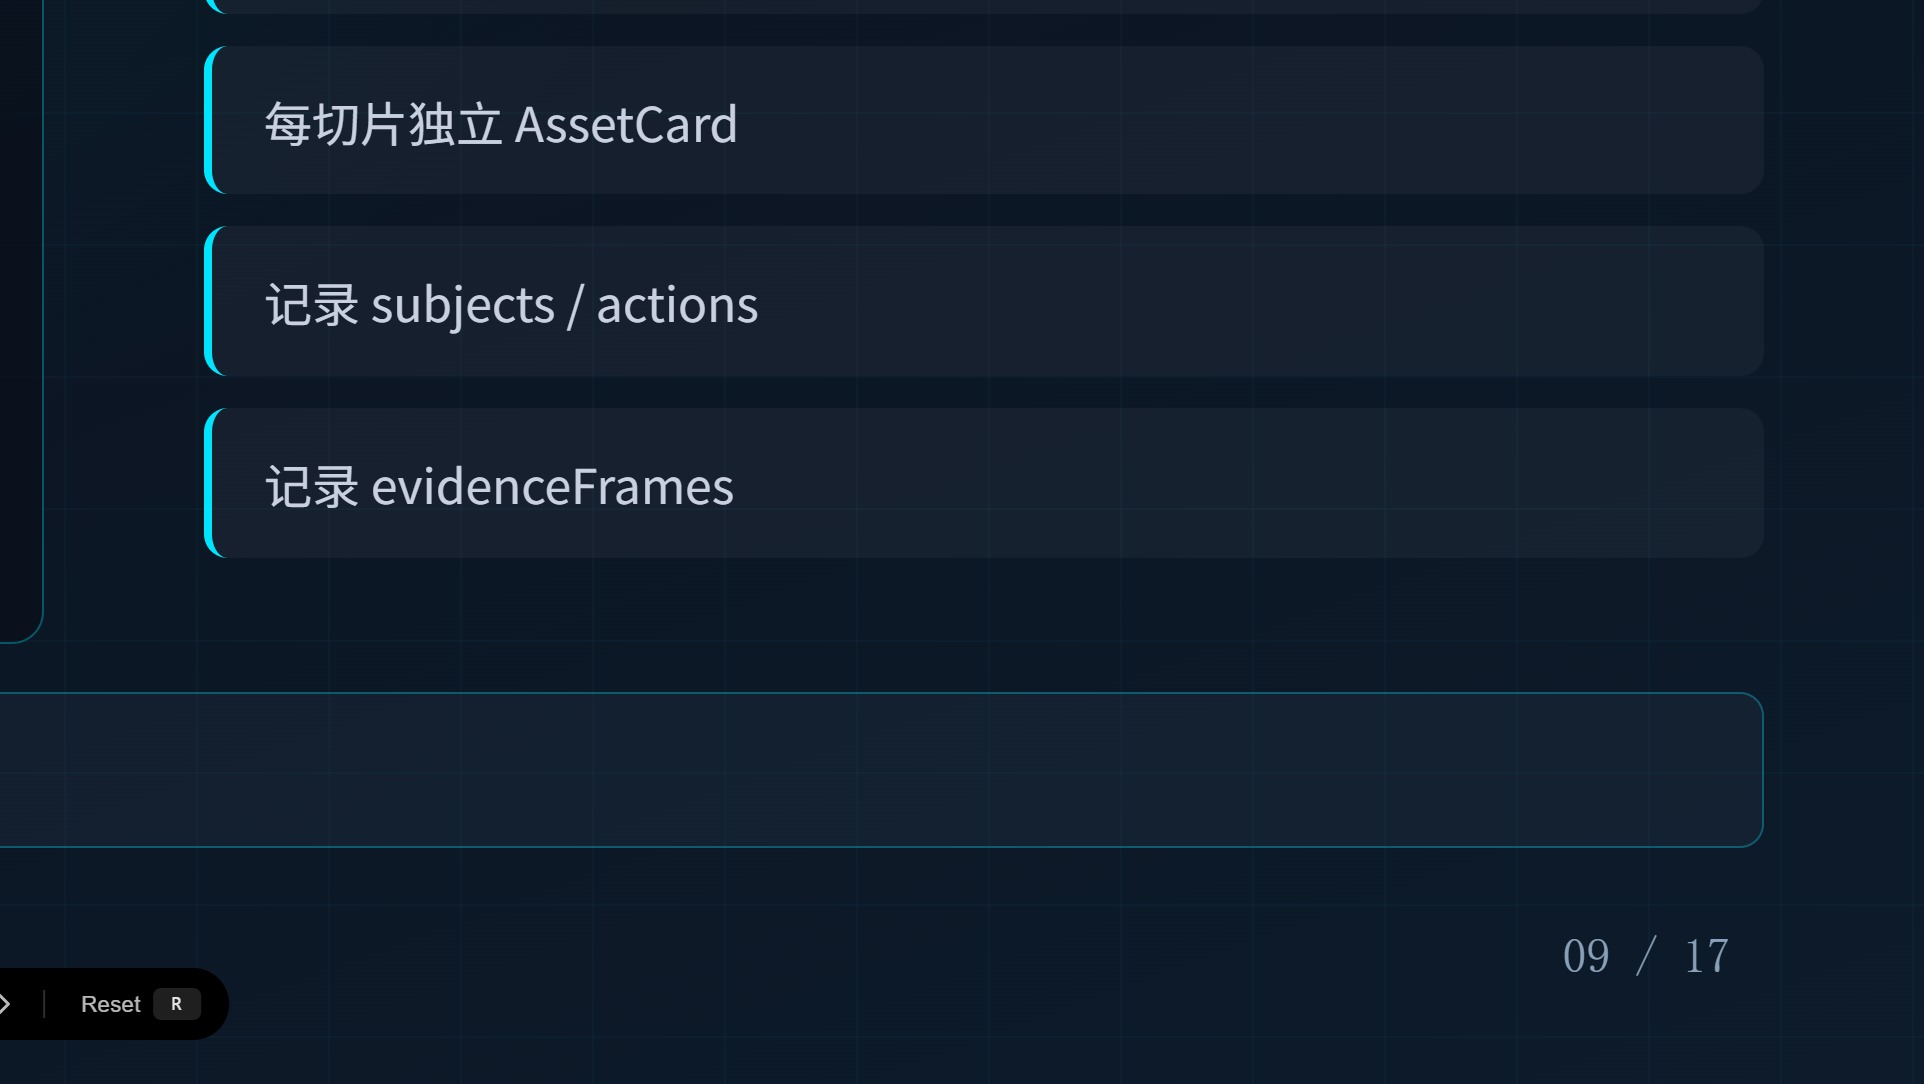 每切片独立 AssetCard
记录 subjects / actions
记录 evidenceFrames
09 / 17
Reset R